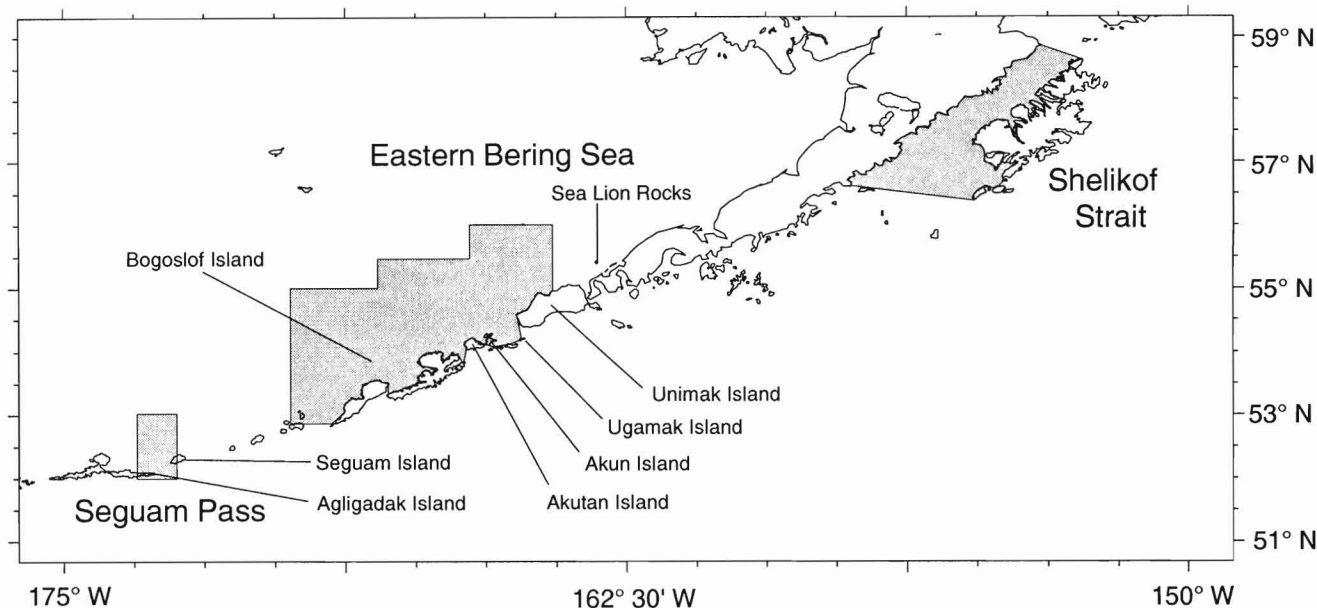 59° N
Eastern Bering Sea
57° N
Shelikof
Strait
Sea Lion Rocks
Bogoslof Island
55° N
Unimak Island
53° N
Ugamak Island
Seguam Island
Akun Island
Agligadak Island
Akutan Island
Seguam Pass
51° N
175° W
162° 30' W
150° W